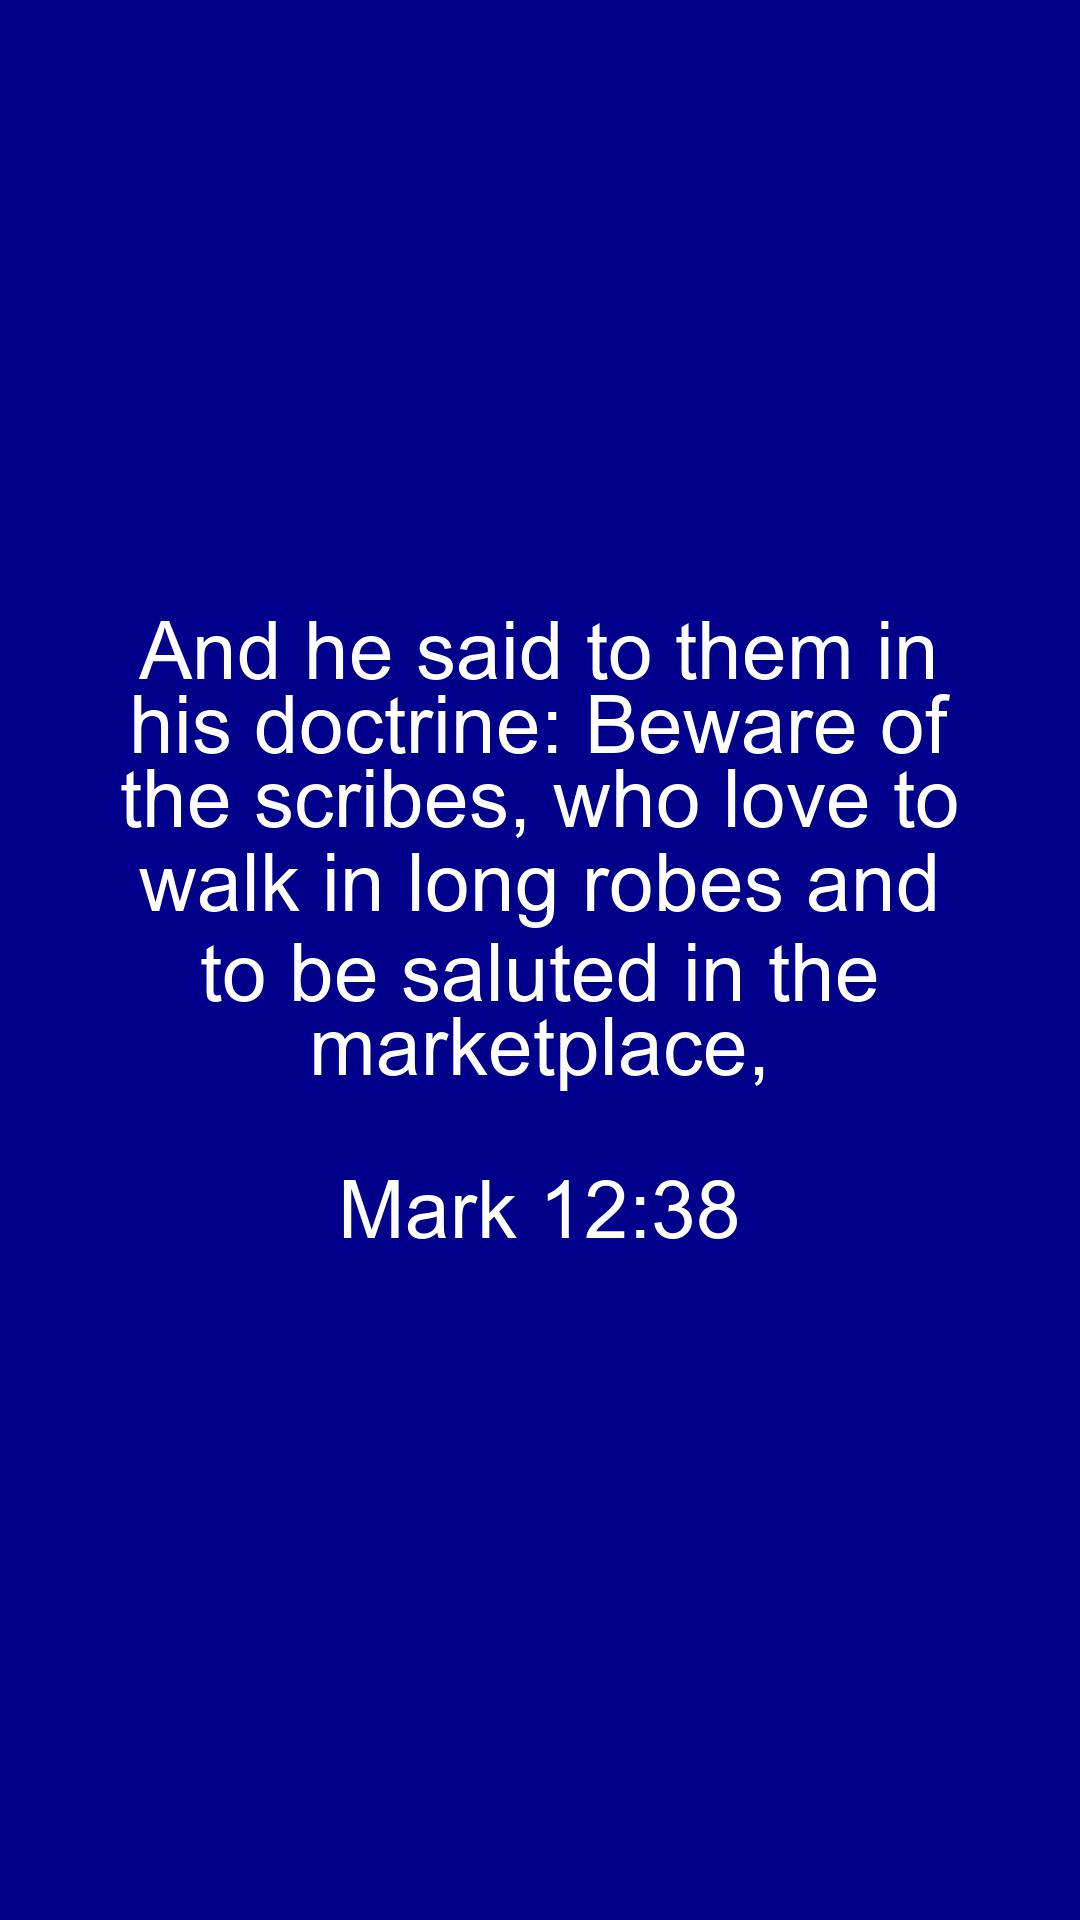 And he said to them in
his doctrine: Beware of
the scribes, who love to
walk in long robes and
to be saluted in the
marketplace,
Mark 12:38